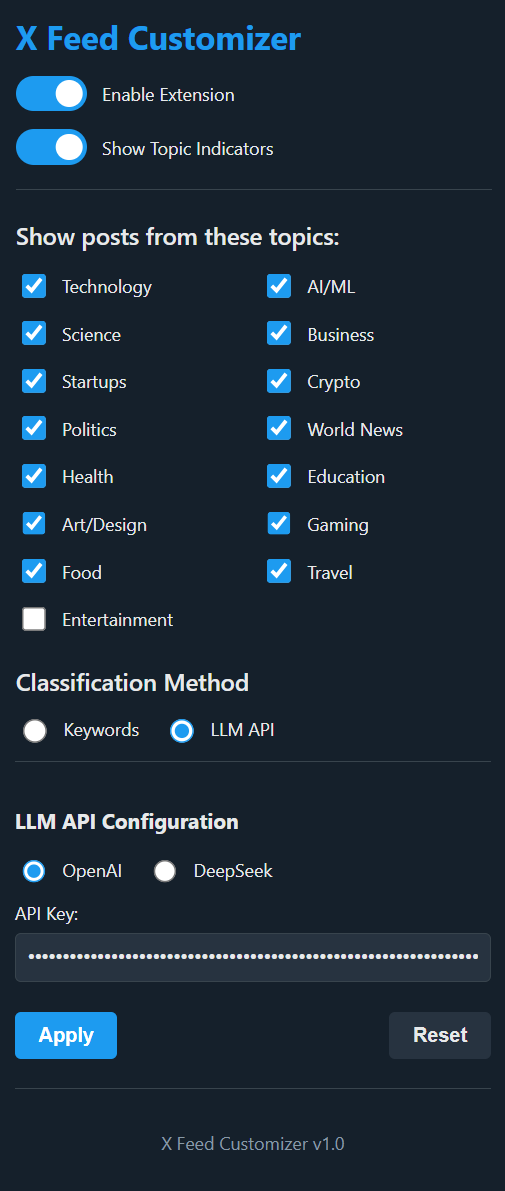 X Feed Customizer
Enable Extension
Show Topic Indicators
Show posts from these topics:
Technology AI/ML
Science Business
Startups Crypto
Politics World News
Health Education
Art/Design Gaming
Food Travel
Entertainment
Classification Method
Keywords LLM API
LLM API Configuration
OpenAI DeepSeek
API Key:
Apply Reset
X Feed Customizer v1.0